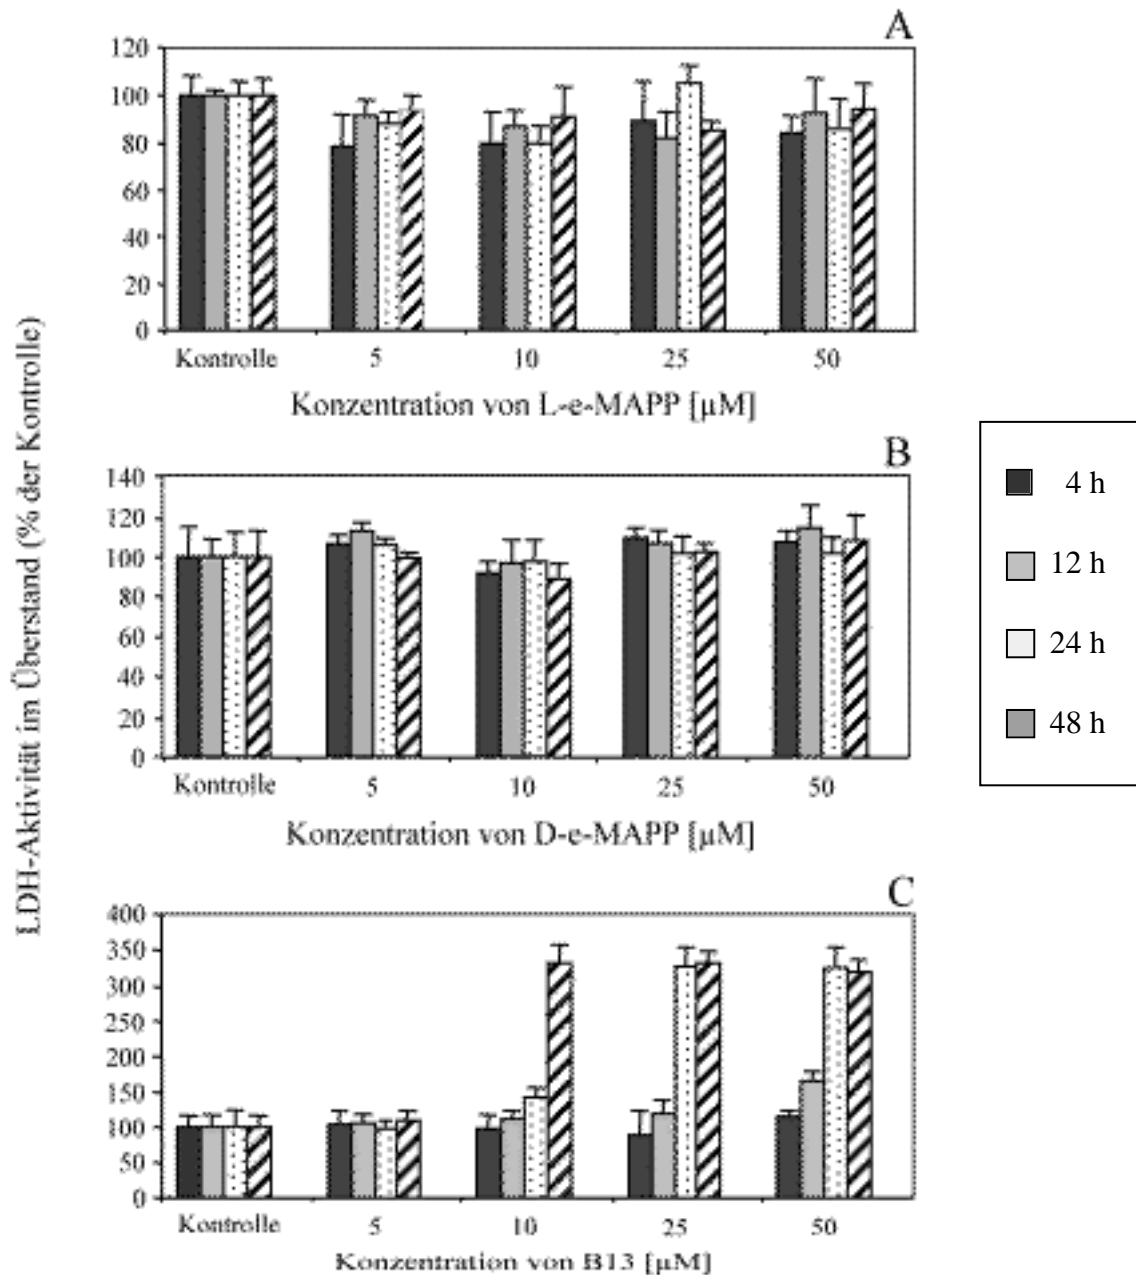 LDH-Aktivität im Überstand (% der Kontrolle)
A
120
100
80
60
40
20
0
Kontrolle 5 10 25 50
Konzentration von L-e-MAPP [µM]
B
140
120
100
80
60
40
20
0
Kontrolle 5 10 25 50
Konzentration von D-e-MAPP [µM]
C
400
350
300
250
200
150
100
50
0
Kontrolle 5 10 25 50
Konzentration von B13 [µM]
4 h
12 h
24 h
48 h